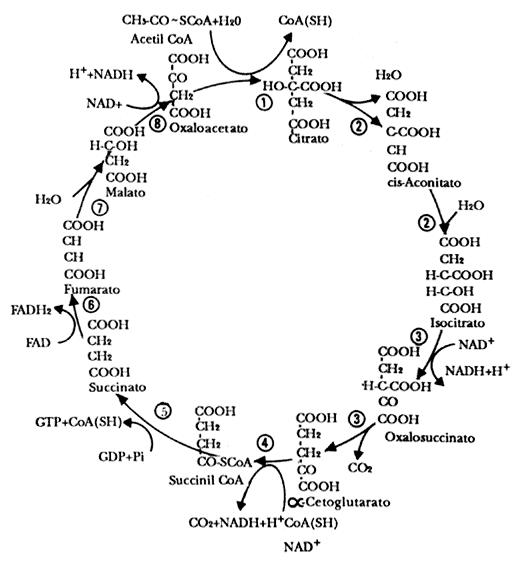 CH3-CO~SCoA+H2O
CoA(SH)
Acetil CoA
COOH
CH2
HO-C-COOH
CH2
COOH
Citrato
①
H2O
②
COOH
CH2
C-COOH
CH
COOH
cis-Aconitato
②
H2O
COOH
CH2
H-C-COOH
H-C-OH
COOH
Isocitrato
③
NAD+
NADH+H+
COOH
CH2
H-C-COOH
CO
COOH
Oxalosuccinato
③
CO2
COOH
CH2
CH2
CO
COOH
α-Cetoglutarato
④
CO2+NADH+H+
CoA(SH)
NAD+
COOH
CH2
CH2
CO-SCoA
Succinil CoA
⑤
GTP+CoA(SH)
GDP+Pi
COOH
CH2
CH2
COOH
Succinato
⑥
FADH2
FAD
COOH
CH
CH
COOH
Fumarato
⑦
H2O
COOH
H-C-OH
CH2
COOH
Malato
⑧
H++NADH
NAD+
COOH
CO
CH2
COOH
Oxaloacetato